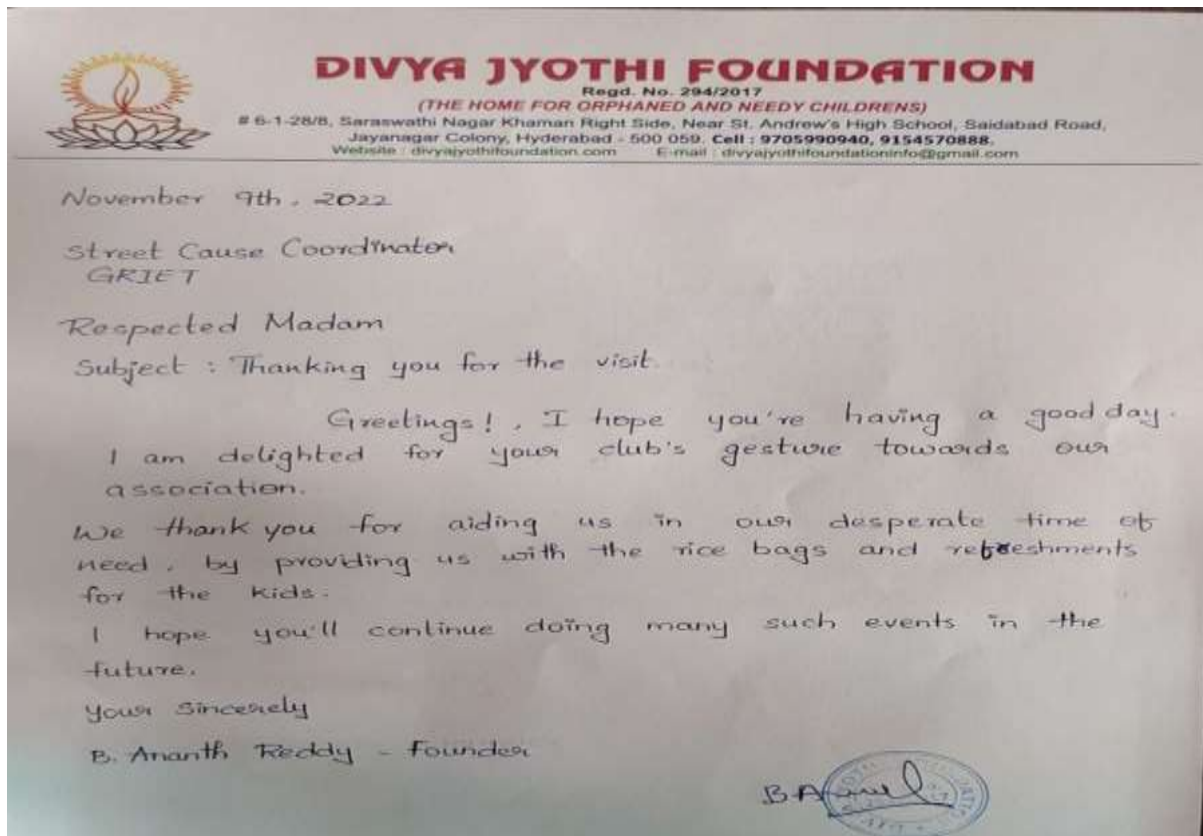 DIVYA JYOTHI FOUNDATION
Regd. No. 294/2017
(THE HOME FOR ORPHANED AND NEEDY CHILDRENS)
# 6-1-28/8, Saraswathi Nagar Khaman Right Side, Near St. Andrew's High School, Saidabad Road,
Jayanagar Colony, Hyderabad - 500 059. Cell : 9705990940, 9154570888.
Website : divyajyothifoundation.com E-mail : divyajyothifoundationinfo@gmail.com
November 9th, 2022
Street Cause Coordinator
GRIET
Respected Madam
Subject : Thanking you for the visit.
Greetings! , I hope you're having a good day.
I am delighted for your club's gesture towards our
association.
We thank you for aiding us in our desperate time of
need, by providing us with the rice bags and refreshments
for the kids.
I hope you'll continue doing many such events in the
future.
Your Sincerely
B. Ananth Reddy - Founder